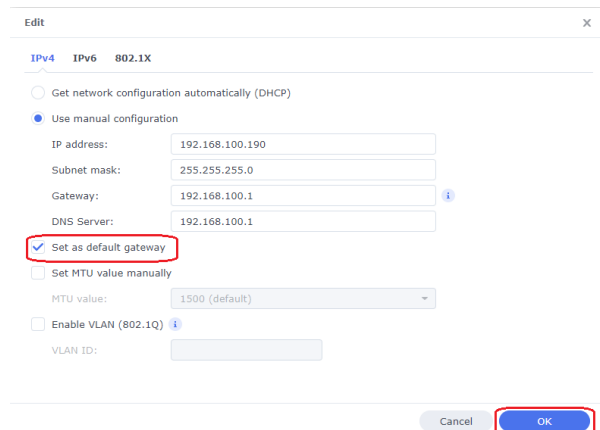 Edit X
IPv4 IPv6 802.1X
Get network configuration automatically (DHCP)
Use manual configuration
IP address: 192.168.100.190
Subnet mask: 255.255.255.0
Gateway: 192.168.100.1 i
DNS Server: 192.168.100.1
Set as default gateway
Set MTU value manually
MTU value: 1500 (default)
Enable VLAN (802.1Q) i
VLAN ID:
Cancel OK